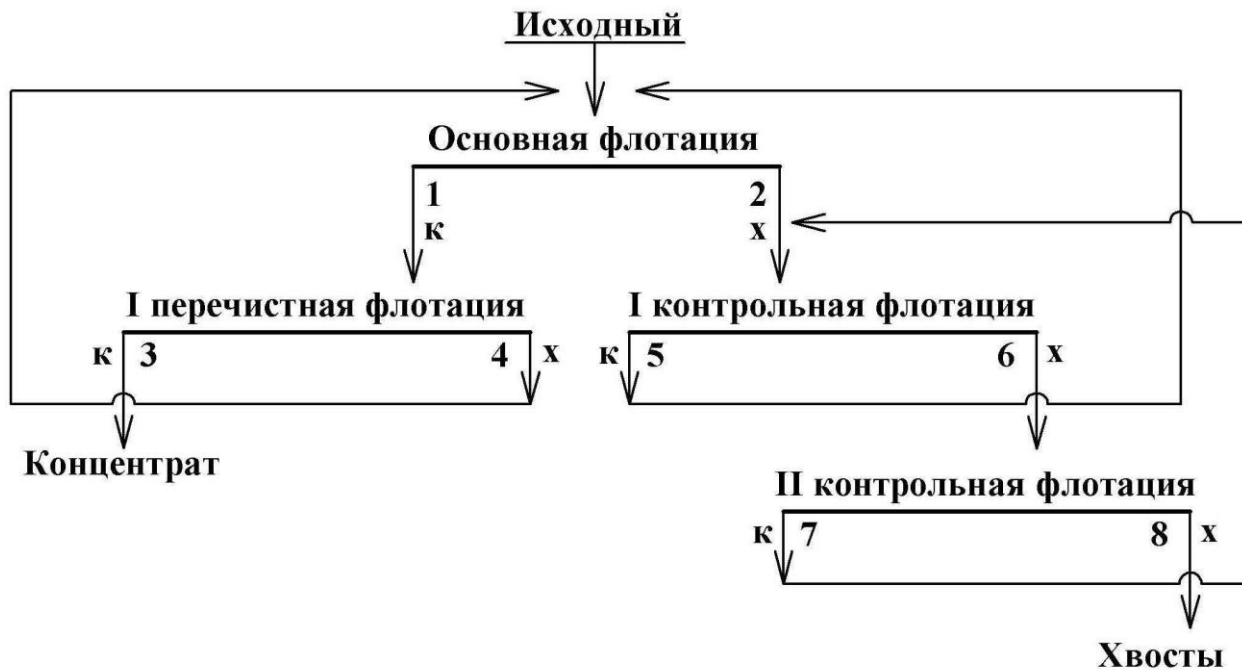 Исходный
Основная флотация
1 2
к х
I перечистная флотация I контрольная флотация
к 3 4 х к 5 6 х
Концентрат
II контрольная флотация
к 7 8 х
Хвосты